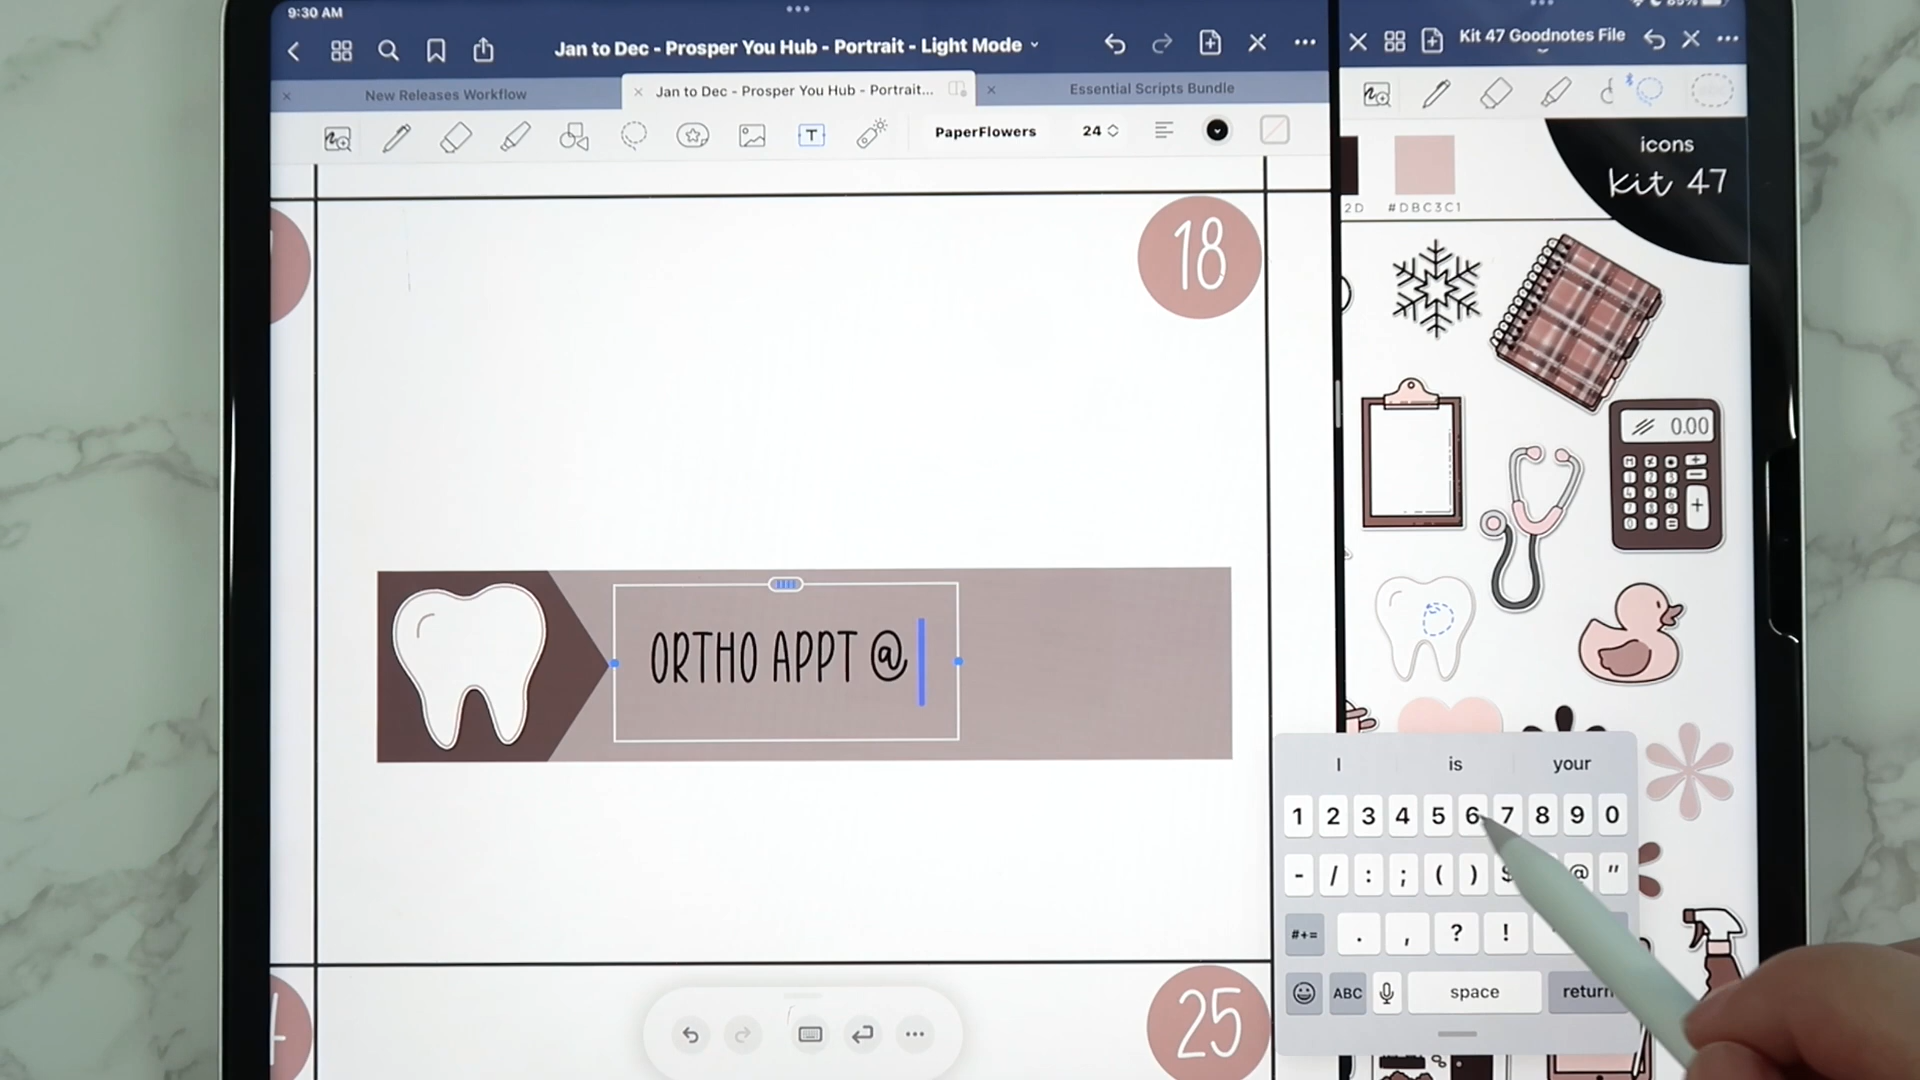 9:30 AM
89%
Jan to Dec - Prosper You Hub - Portrait - Light Mode
Kit 47 Goodnotes File
New Releases Workflow
Jan to Dec - Prosper You Hub - Portrait...
Essential Scripts Bundle
T
PaperFlowers
24
icons
kit 47
2D
#DBC3C1
18
0.00
ORTHO APPT @
I
is
your
1 2 3 4 5 6 7 8 9 0
- / : ; ( ) $ @ "
#+= . , ? !
ABC
space
return
25